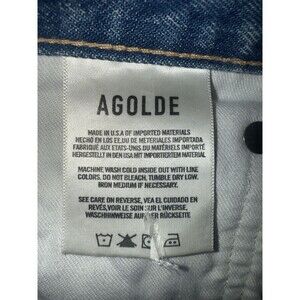 AGOLDE
MADE IN U.S.A OF IMPORTED MATERIALS
HECHO EN LOS EE.UU DE METERIALES IMPORTADA
FABRIQUÉ AUX ETATS-UNIS DU MATÉRIELS IMPORTÉ
HERGESTELLT IN DEN USA MIT IMPORTIERTEM MATERIAL
MACHINE WASH COLD INSIDE OUT WITH LIKE
COLORS. DO NOT BLEACH, TUMBLE DRY LOW.
IRON MEDIUM IF NECESSARY.
SEE CARE ON REVERSE, VEA EL CUIDADO EN
REVÉS, VOIR LE SOIN SUR L'INVERSE,
WASCHHINWEISE AUF DER RÜCKSEITE